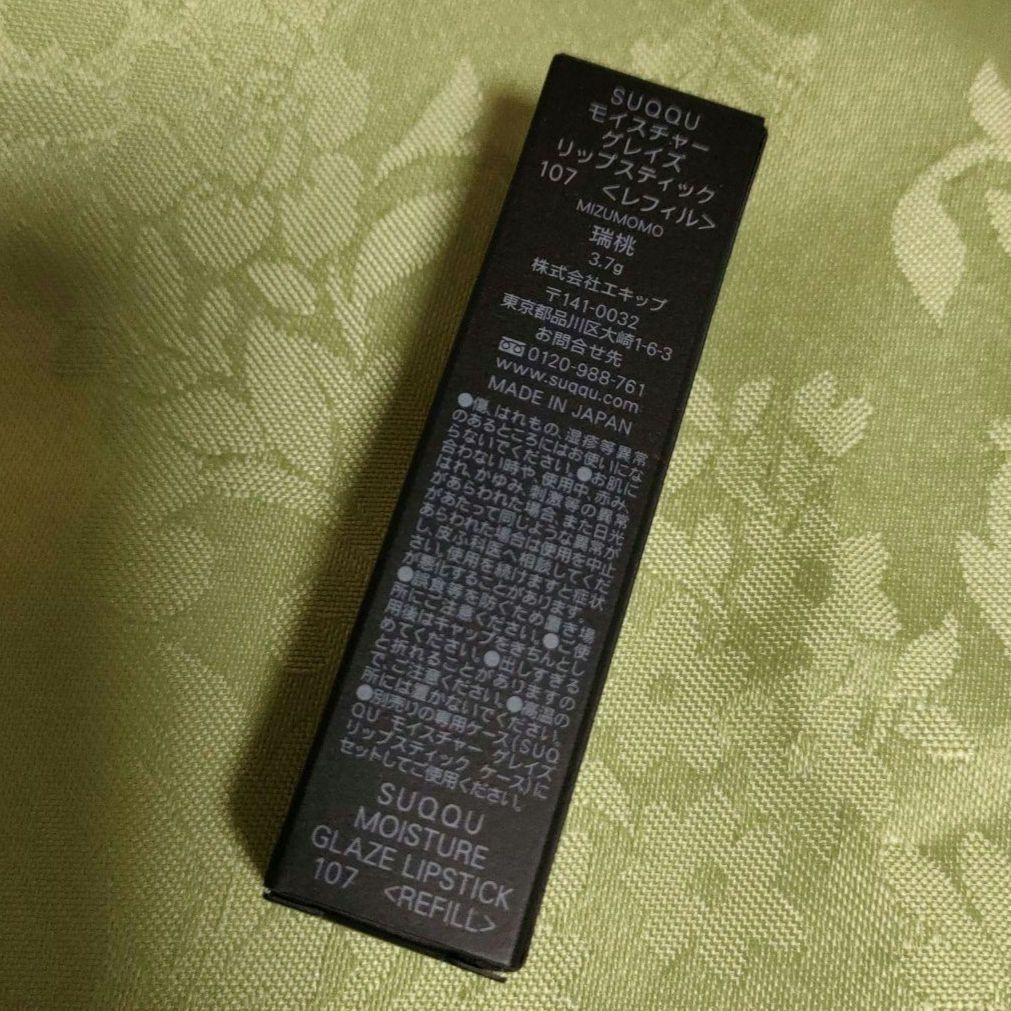 SUQQU
モイスチャー
グレイズ
リップスティック
107 <レフィル>
MIZUMOMO
瑞桃
3.7g
株式会社エキップ
〒141-0032
東京都品川区大崎1-6-3
お問合せ先
0120-988-761
www.suqqu.com
MADE IN JAPAN
●傷、はれもの、湿疹等異常
のあるところにはお使いにな
らないでください。●お肌に
合わない時や、使用中、赤み、
はれ、かゆみ、刺激等の異常
があらわれた場合、また日光
があたって同じような異常が
あらわれた場合は使用を中止
し、皮ふ科医へ相談してくだ
さい。使用を続けますと症状
が悪化することがあります。
●誤食等を防ぐため置き場
所にご注意ください。●ご使
用後はキャップをきちんとし
めてください。●出しすぎる
と折れることがありますの
で、ご注意ください。●高温の
所には置かないでください。
●別売りの専用ケース(SUQ
QU モイスチャー グレイズ
リップスティック ケース)に
セットしてご使用ください。
SUQQU
MOISTURE
GLAZE LIPSTICK
107 <REFILL>